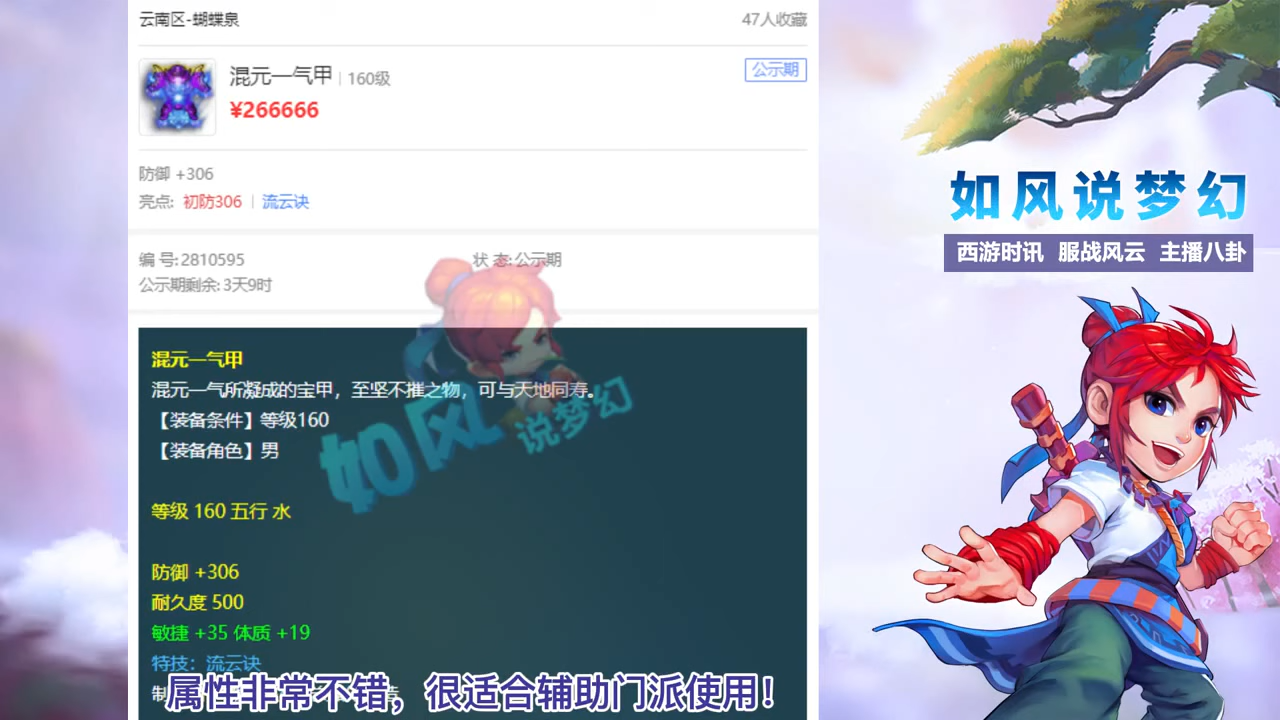 云南区-蝴蝶泉
47人收藏
混元一气甲 | 160级
公示期
¥266666
防御 +306
亮点: 初防306 | 流云诀
编 号: 2810595
状 态: 公示期
公示期剩余: 3天9时
混元一气甲
混元一气所凝成的宝甲，至坚不摧之物，可与天地同寿。
【装备条件】等级160
【装备角色】男
等级 160 五行 水
防御 +306
耐久度 500
敏捷 +35 体质 +19
特技：流云诀
制
属性非常不错，很适合辅助门派使用！
如风说梦幻
如风说梦幻
西游时讯 服战风云 主播八卦